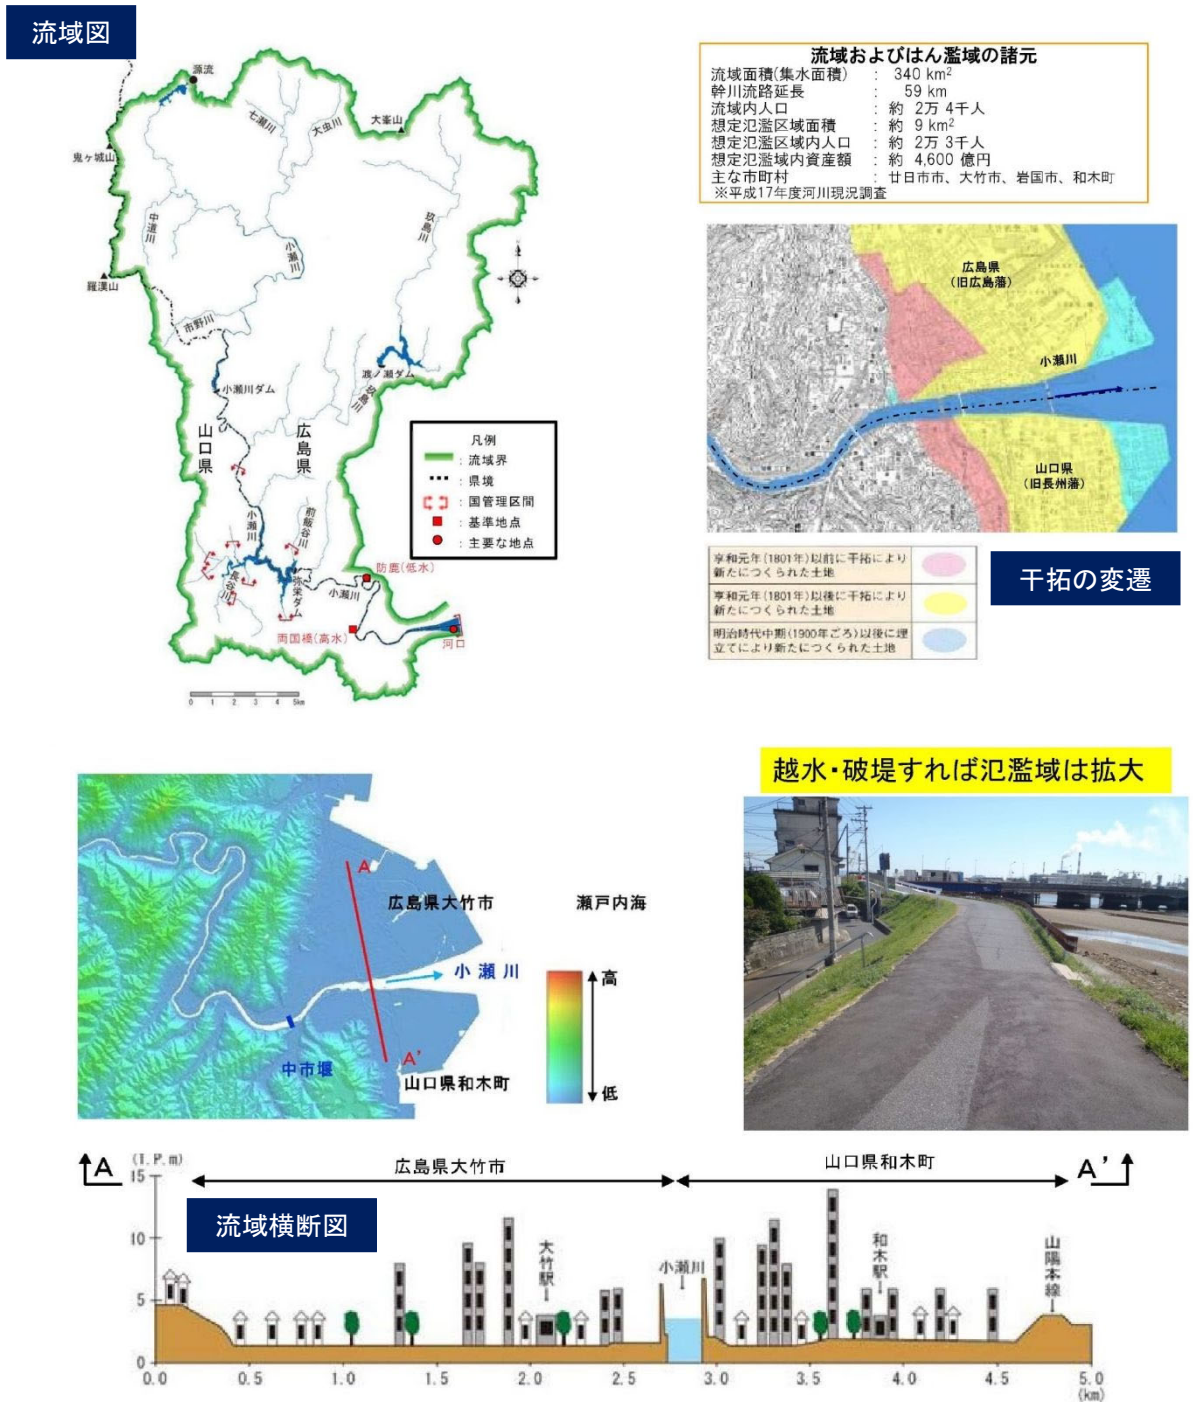 流域図
源流
七瀬川
大虫川
大峯山
鬼ヶ城山
中道川
小瀬川
玖島川
羅漢山
市野川
渡ノ瀬ダム
小瀬川ダム
玖島川
山口県
広島県
凡例
：流域界
：県境
：国管理区間
：基準地点
：主要な地点
小瀬川
前飯谷川
長谷川
弥栄ダム
防鹿(低水)
小瀬川
両国橋(高水)
河口
0 1 2 3 4 5km
流域およびはん濫域の諸元
流域面積(集水面積) : 340 km²
幹川流路延長 : 59 km
流域内人口 : 約 2万 4千人
想定氾濫区域面積 : 約 9 km²
想定氾濫区域内人口 : 約 2万 3千人
想定氾濫域内資産額 : 約 4,600 億円
主な市町村 : 廿日市市、大竹市、岩国市、和木町
※平成17年度河川現況調査
広島県
(旧広島藩)
小瀬川
山口県
(旧長州藩)
享和元年(1801年)以前に干拓により
新たにつくられた土地
享和元年(1801年)以後に干拓により
新たにつくられた土地
明治時代中期(1900年ごろ)以後に埋
立てにより新たにつくられた土地
干拓の変遷
越水・破堤すれば氾濫域は拡大
A
広島県大竹市
瀬戸内海
小瀬川
高
中市堰
A'
山口県和木町
低
A
(T.P.m)
広島県大竹市
山口県和木町
A'
流域横断図
15
10
5
0
大竹駅
小瀬川
和木駅
山陽本線
0.0 0.5 1.0 1.5 2.0 2.5 3.0 3.5 4.0 4.5 5.0
(km)